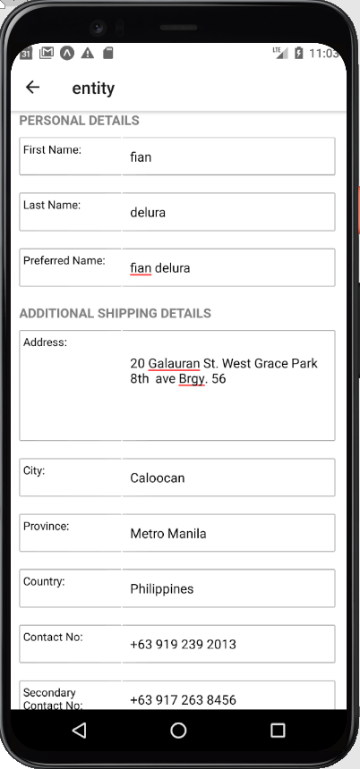 31 LTE 11:03
entity
PERSONAL DETAILS
First Name: fian
Last Name: delura
Preferred Name: fian delura
ADDITIONAL SHIPPING DETAILS
Address:
20 Galauran St. West Grace Park
8th ave Brgy. 56
City: Caloocan
Province: Metro Manila
Country: Philippines
Contact No: +63 919 239 2013
Secondary
Contact No: +63 917 263 8456